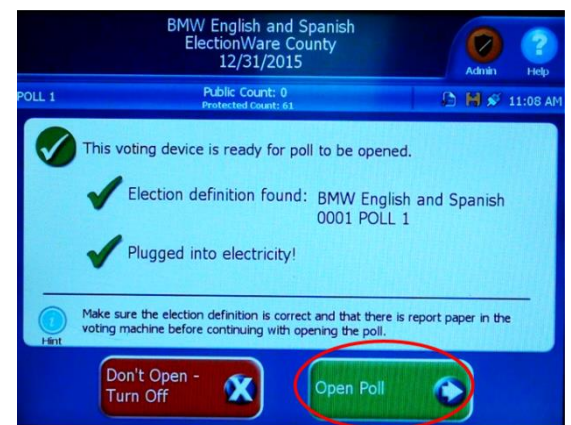 BMW English and Spanish
ElectionWare County
12/31/2015
Admin
Help
POLL 1
Public Count: 0
Protected Count: 61
11:08 AM
This voting device is ready for poll to be opened.
Election definition found: BMW English and Spanish
0001 POLL 1
Plugged into electricity!
Hint
Make sure the election definition is correct and that there is report paper in the
voting machine before continuing with opening the poll.
Don't Open -
Turn Off
X
Open Poll